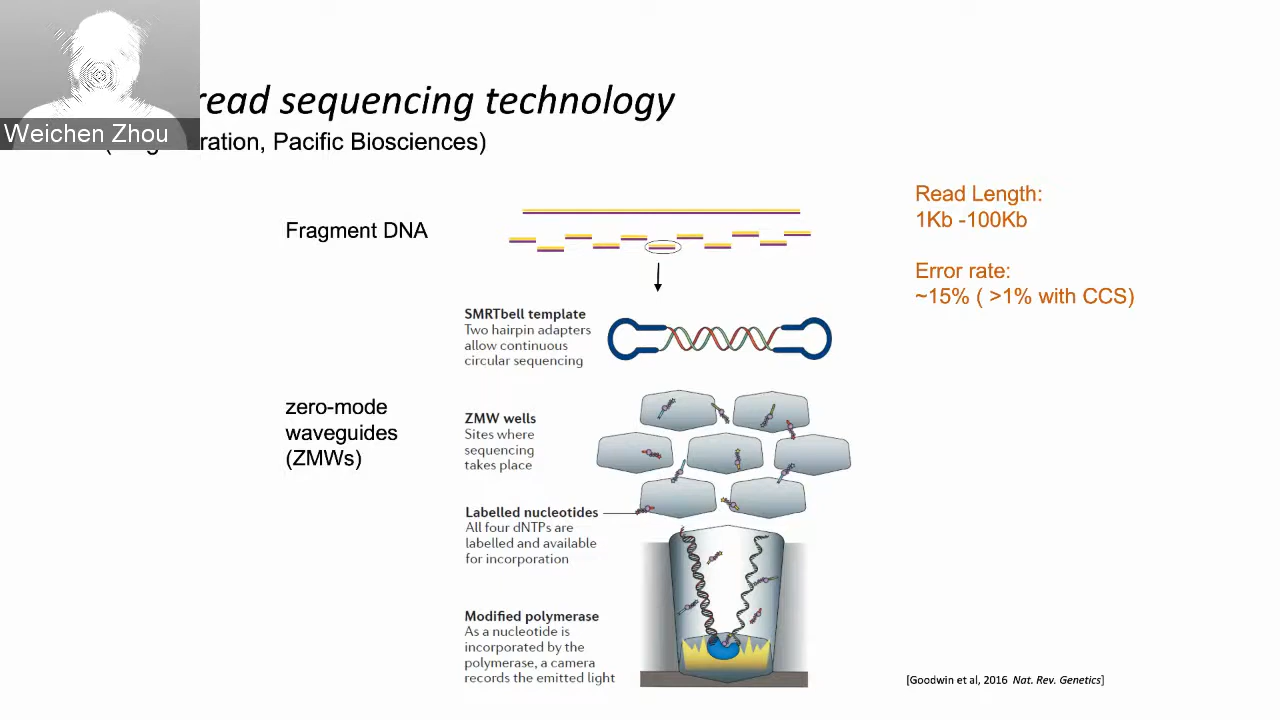 read sequencing technology
Weichen Zhou
ration, Pacific Biosciences)
Read Length:
1Kb -100Kb
Fragment DNA
Error rate:
~15% ( >1% with CCS)
SMRTbell template
Two hairpin adapters
allow continuous
circular sequencing
zero-mode
waveguides
(ZMWs)
ZMW wells
Sites where
sequencing
takes place
Labelled nucleotides
All four dNTPs are
labelled and available
for incorporation
Modified polymerase
As a nucleotide is
incorporated by the
polymerase, a camera
records the emitted light
[Goodwin et al, 2016 Nat. Rev. Genetics]